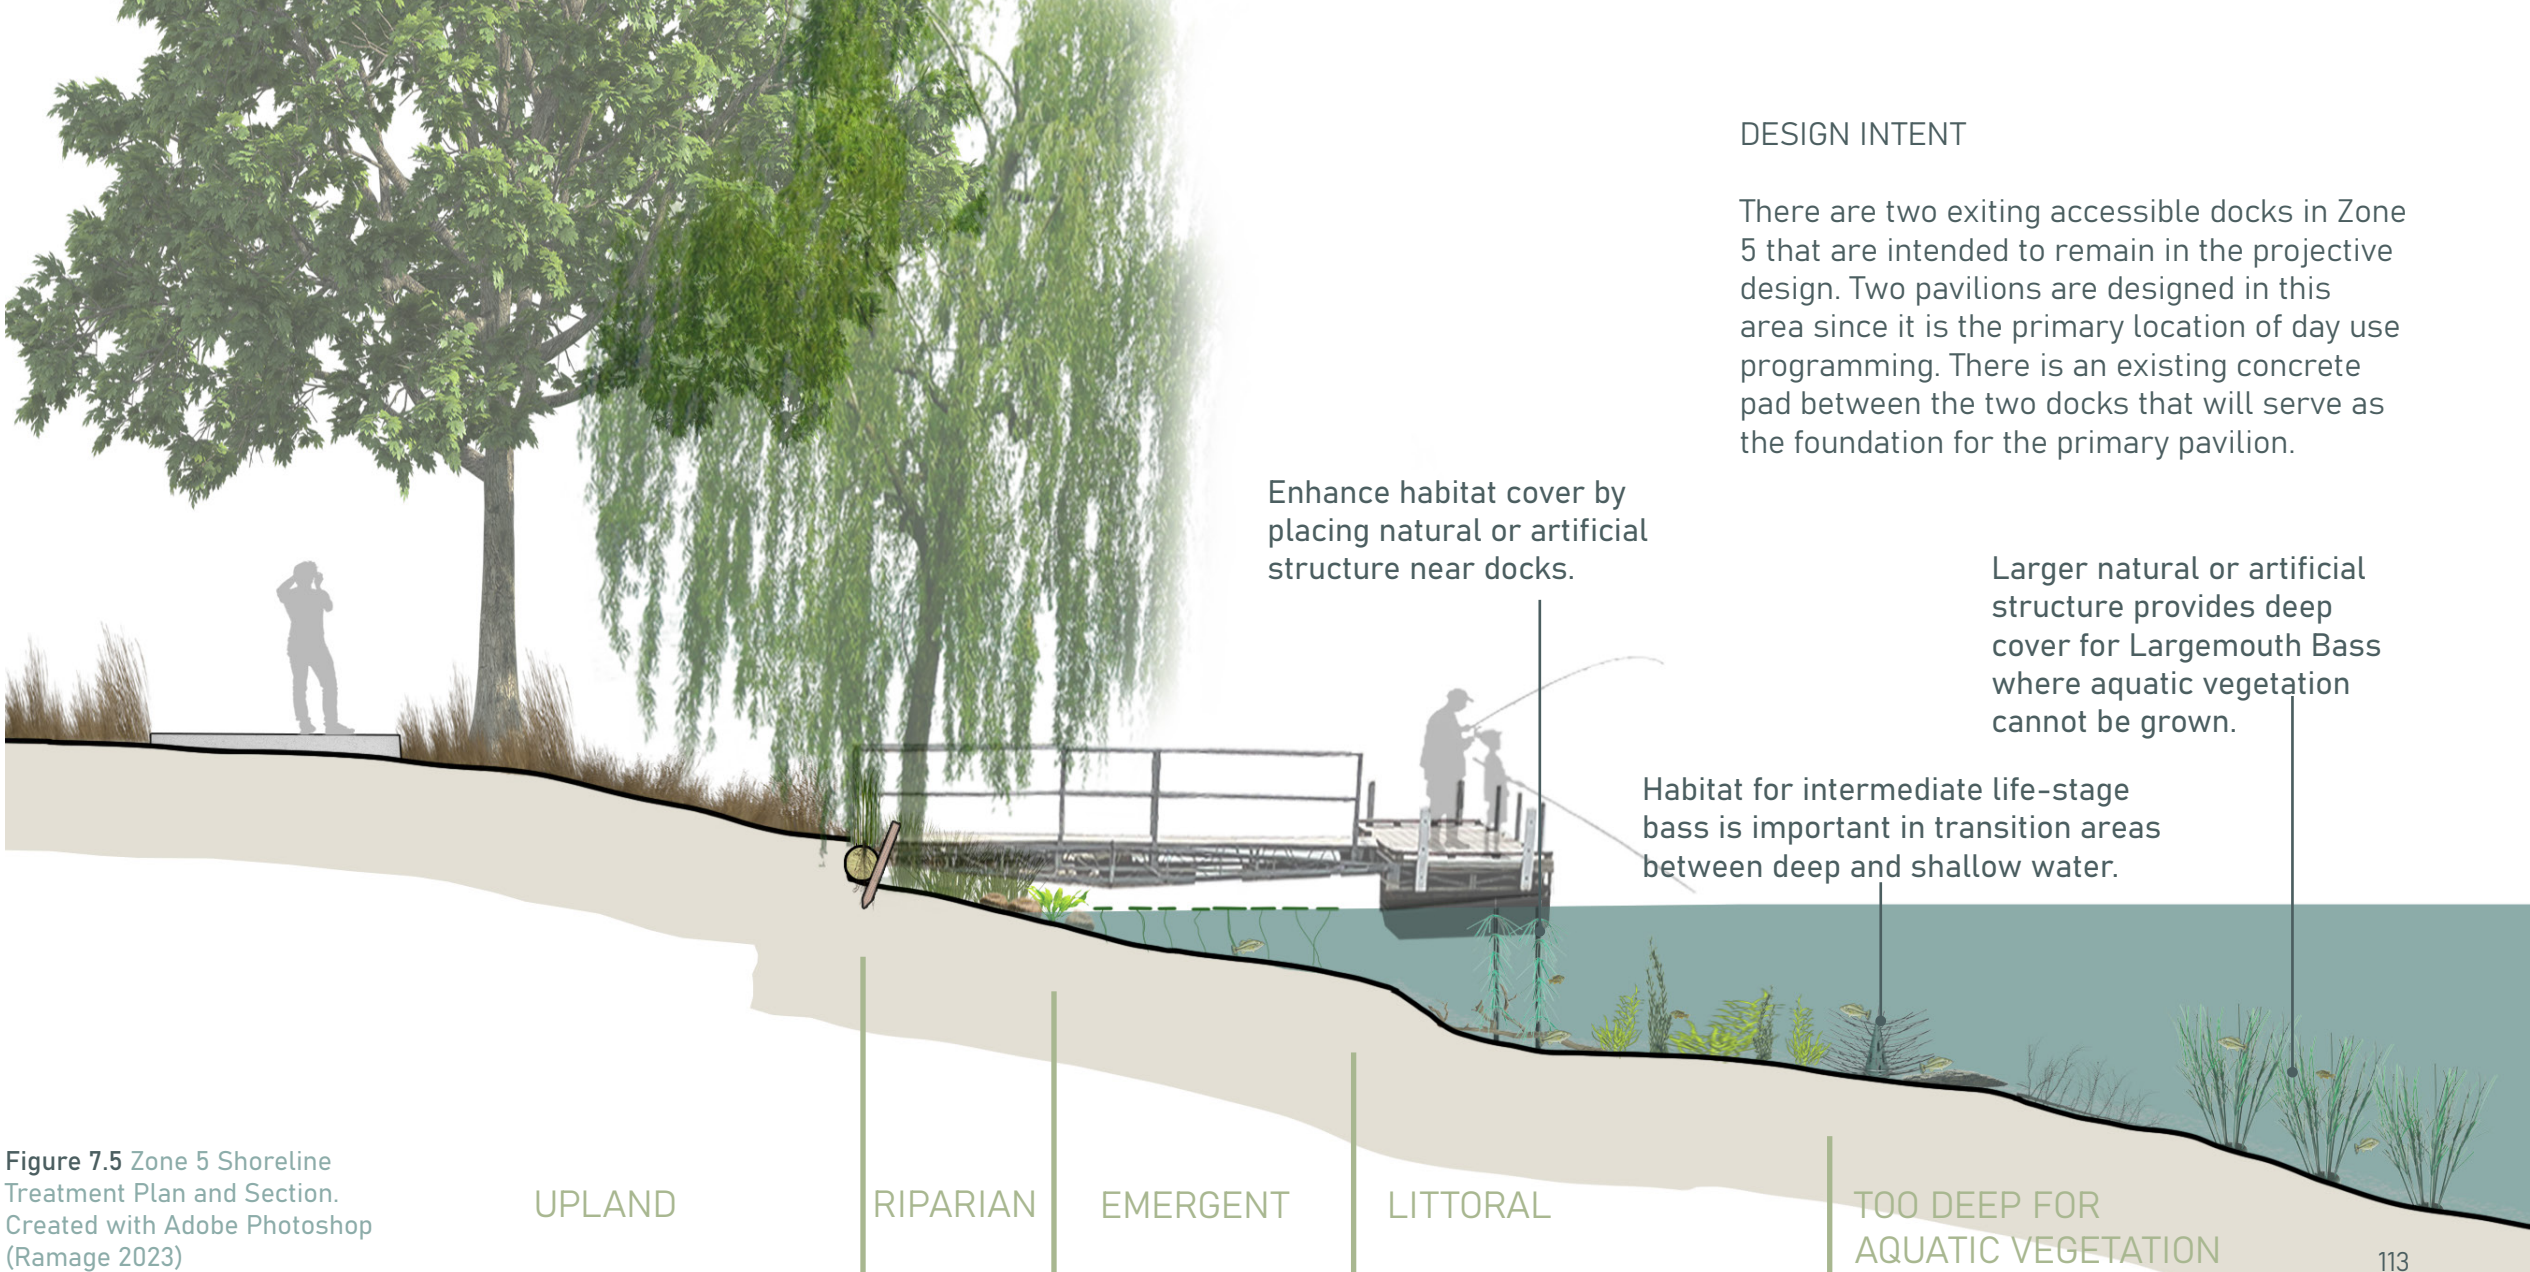 DESIGN INTENT
There are two exiting accessible docks in Zone
5 that are intended to remain in the projective
design. Two pavilions are designed in this
area since it is the primary location of day use
programming. There is an existing concrete
pad between the two docks that will serve as
the foundation for the primary pavilion.
Enhance habitat cover by
placing natural or artificial
structure near docks.
Larger natural or artificial
structure provides deep
cover for Largemouth Bass
where aquatic vegetation
cannot be grown.
Habitat for intermediate life-stage
bass is important in transition areas
between deep and shallow water.
Figure 7.5 Zone 5 Shoreline
Treatment Plan and Section.
Created with Adobe Photoshop
(Ramage 2023)
UPLAND
RIPARIAN
EMERGENT
LITTORAL
TOO DEEP FOR
AQUATIC VEGETATION
113